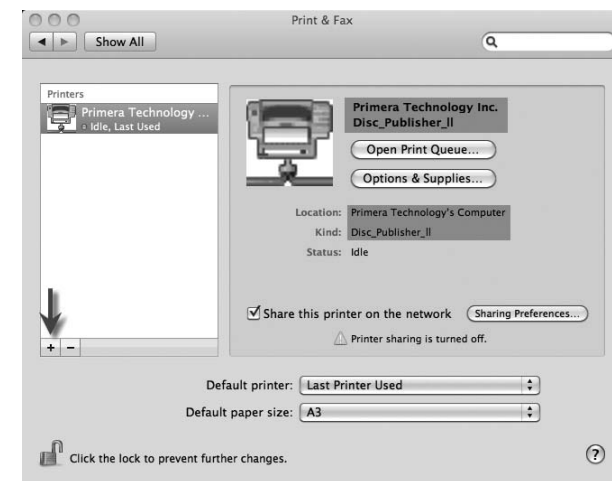 Print & Fax
Show All
Printers
Primera Technology ...
Idle, Last Used
Primera Technology Inc.
Disc_Publisher_II
Open Print Queue...
Options & Supplies...
Location: Primera Technology's Computer
Kind: Disc_Publisher_II
Status: Idle
Share this printer on the network
Sharing Preferences...
Printer sharing is turned off.
+ −
Default printer: Last Printer Used
Default paper size: A3
Click the lock to prevent further changes.
?